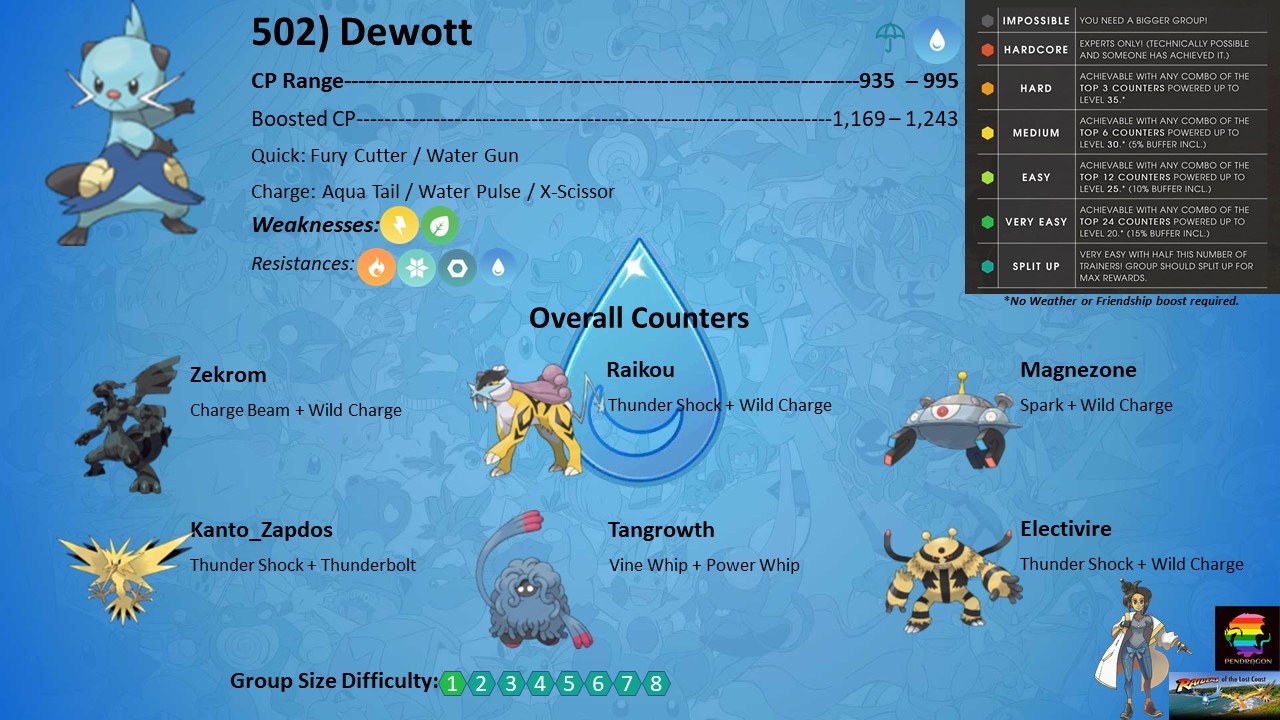 502) Dewott
CP Range----------------------------------------------------------------------------935 – 995
Boosted CP---------------------------------------------------------------------1,169 – 1,243
Quick: Fury Cutter / Water Gun
Charge: Aqua Tail / Water Pulse / X-Scissor
Weaknesses:
Resistances:
IMPOSSIBLE YOU NEED A BIGGER GROUP!
HARDCORE EXPERTS ONLY! (TECHNICALLY POSSIBLE
AND SOMEONE HAS ACHIEVED IT.)
HARD ACHIEVABLE WITH ANY COMBO OF THE
TOP 3 COUNTERS POWERED UP TO
LEVEL 35.*
MEDIUM ACHIEVABLE WITH ANY COMBO OF THE
TOP 6 COUNTERS POWERED UP TO
LEVEL 30.* (5% BUFFER INCL.)
EASY ACHIEVABLE WITH ANY COMBO OF THE
TOP 12 COUNTERS POWERED UP TO
LEVEL 25.* (10% BUFFER INCL.)
VERY EASY ACHIEVABLE WITH ANY COMBO OF THE
TOP 24 COUNTERS POWERED UP TO
LEVEL 20.* (15% BUFFER INCL.)
SPLIT UP VERY EASY WITH HALF THIS NUMBER OF
TRAINERS! GROUP SHOULD SPLIT UP FOR
MAX REWARDS.
*No Weather or Friendship boost required.
Overall Counters
Zekrom
Charge Beam + Wild Charge
Raikou
Thunder Shock + Wild Charge
Magnezone
Spark + Wild Charge
Kanto_Zapdos
Thunder Shock + Thunderbolt
Tangrowth
Vine Whip + Power Whip
Electivire
Thunder Shock + Wild Charge
Group Size Difficulty: 1 2 3 4 5 6 7 8
PENDRAGON
RAIDERS of the Lost Coast